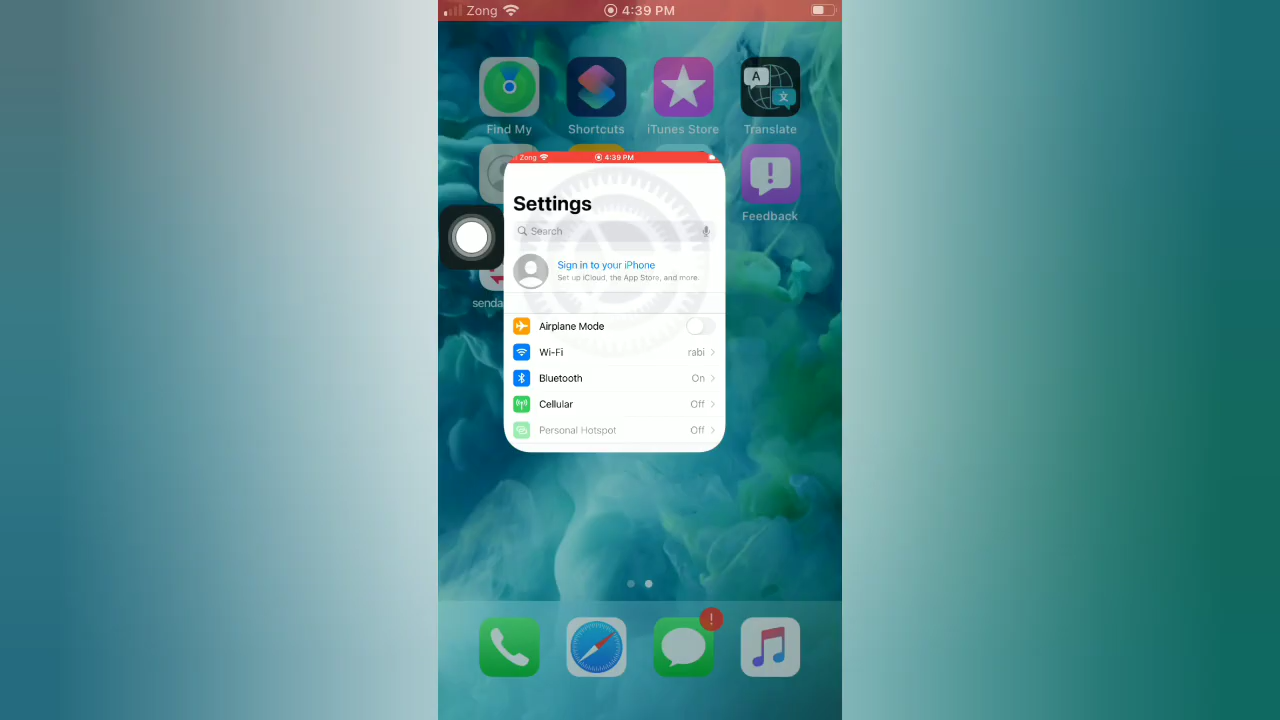 Zong 4:39 PM
Find My Shortcuts iTunes Store Translate
A
文
Zong 4:39 PM
Settings
Feedback
Search
Sign in to your iPhone
Set up iCloud, the App Store, and more.
senda
Airplane Mode
Wi-Fi rabi
Bluetooth On
Cellular Off
Personal Hotspot Off
!